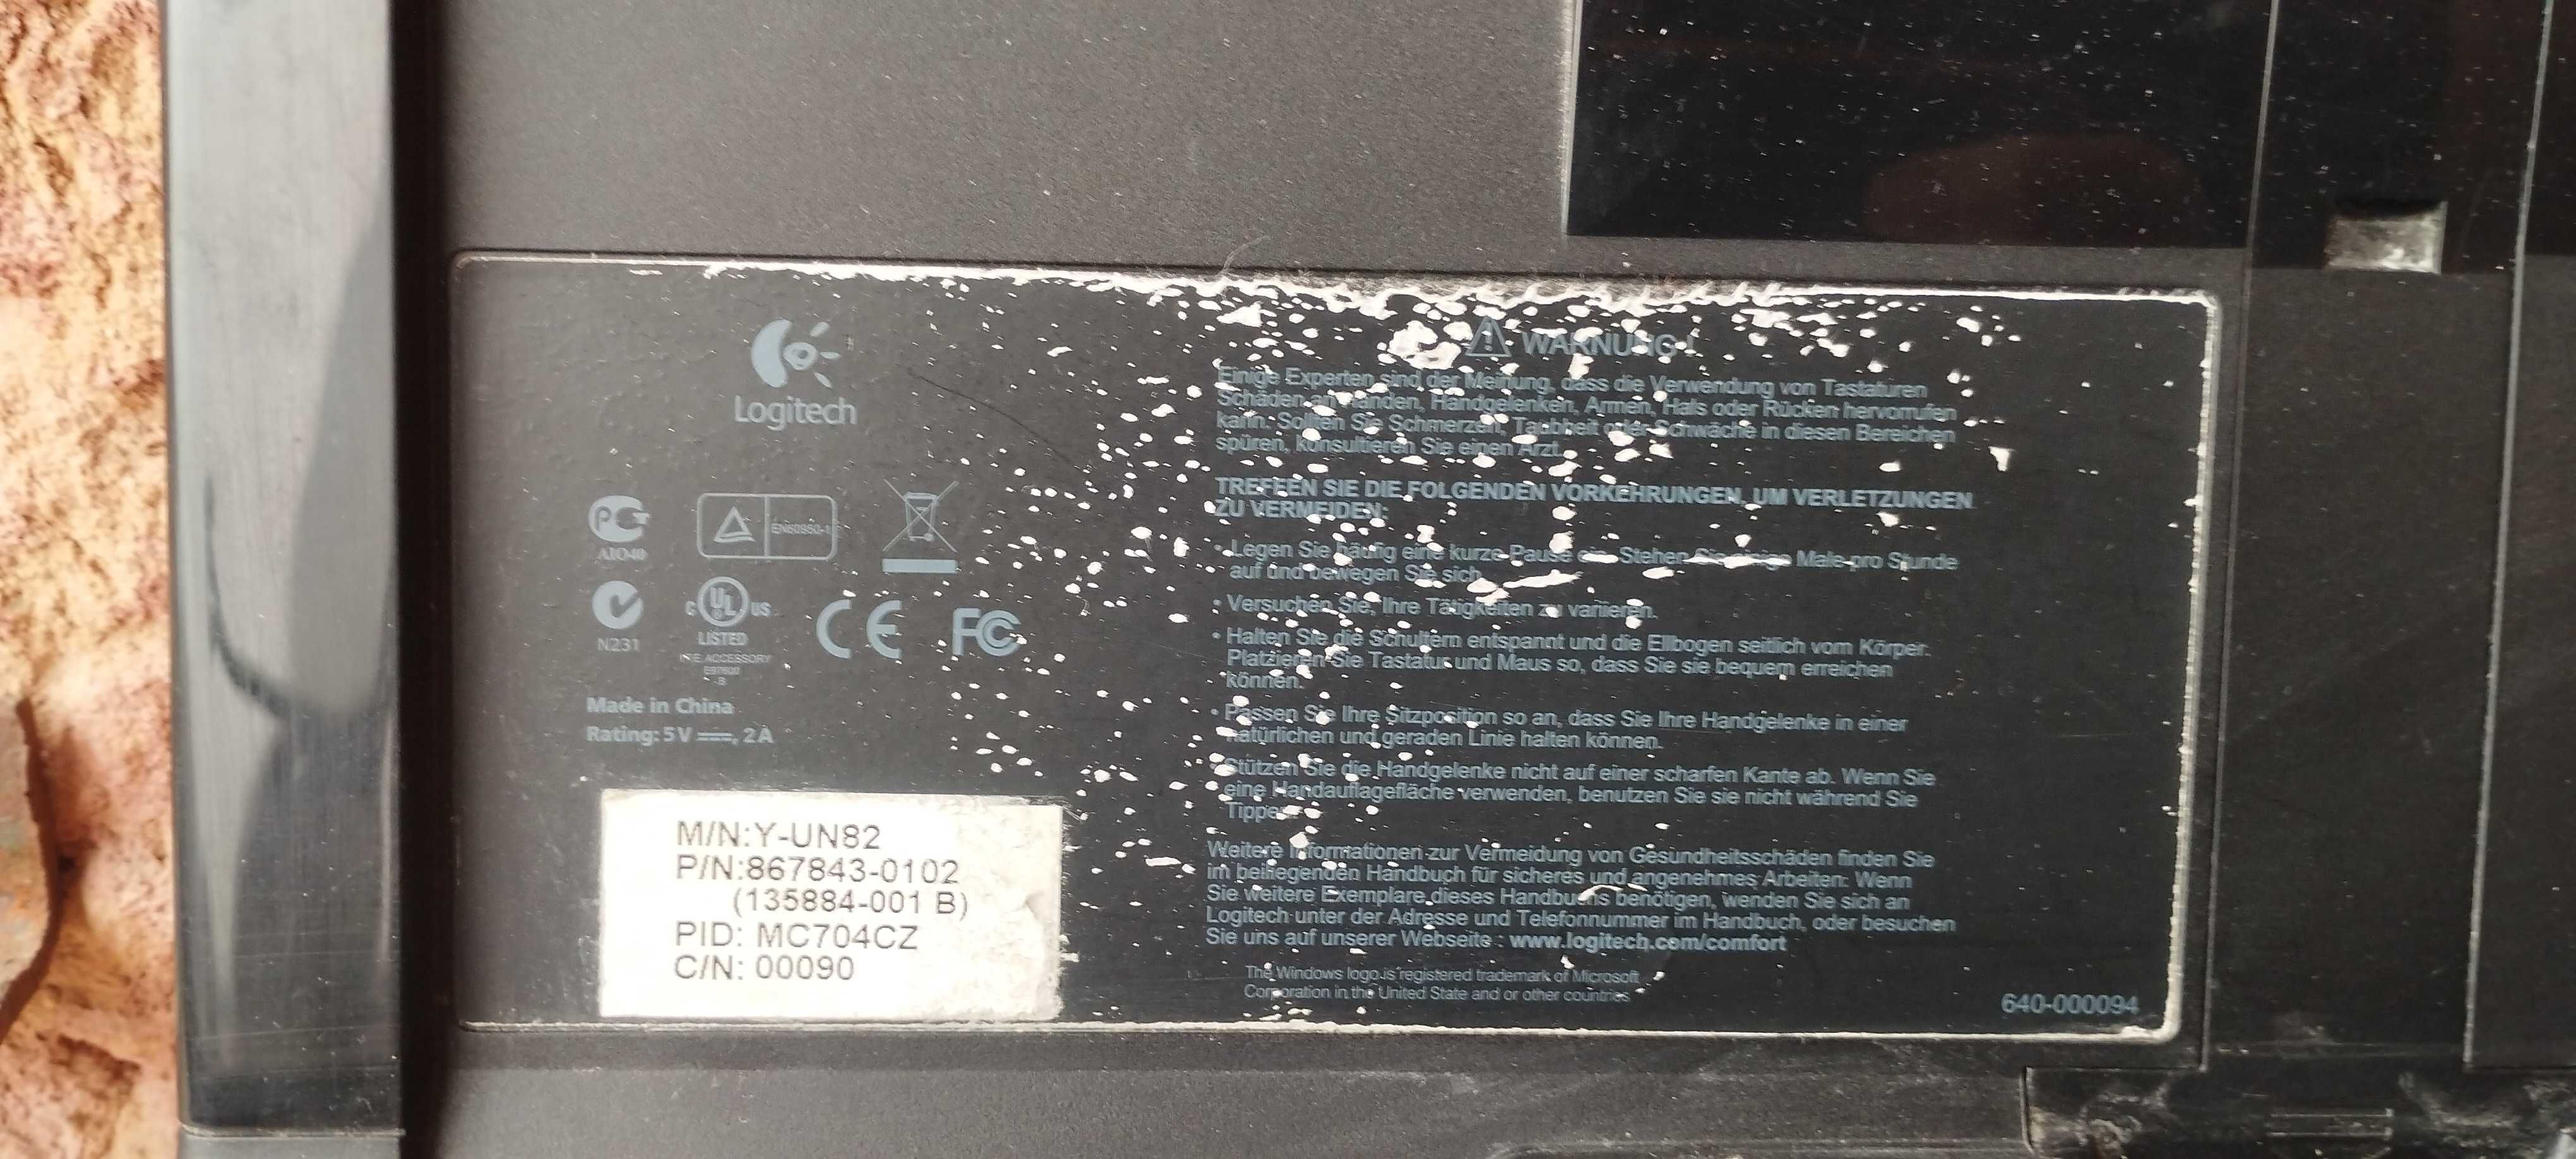 Logitech
PG
A1O40
EN60950-1
N231
C UL US
LISTED
I.T.E. ACCESSORY
E97600
-B
CE FC
Made in China
Rating: 5V ⎓, 2A
M/N:Y-UN82
P/N:867843-0102
(135884-001 B)
PID: MC704CZ
C/N: 00090
WARNUNG !
Einige Experten sind der Meinung, dass die Verwendung von Tastaturen
Schäden an Händen, Handgelenken, Armen, Hals oder Rücken hervorrufen
kann. Sollten Sie Schmerzen, Taubheit oder Schwäche in diesen Bereichen
spüren, konsultieren Sie einen Arzt.
TREFFEN SIE DIE FOLGENDEN VORKEHRUNGEN, UM VERLETZUNGEN
ZU VERMEIDEN:
• Legen Sie häufig eine kurze Pause ein. Stehen Sie einige Male pro Stunde
auf und bewegen Sie sich.
• Versuchen Sie, Ihre Tätigkeiten zu variieren.
• Halten Sie die Schultern entspannt und die Ellbogen seitlich vom Körper.
Platzieren Sie Tastatur und Maus so, dass Sie sie bequem erreichen
können.
• Passen Sie Ihre Sitzposition so an, dass Sie Ihre Handgelenke in einer
natürlichen und geraden Linie halten können.
Stützen Sie die Handgelenke nicht auf einer scharfen Kante ab. Wenn Sie
eine Handauflagefläche verwenden, benutzen Sie sie nicht während Sie
Weitere Informationen zur Vermeidung von Gesundheitsschäden finden Sie
im beiliegenden Handbuch für sicheres und angenehmes Arbeiten. Wenn
Sie weitere Exemplare dieses Handbuchs benötigen, wenden Sie sich an
Logitech unter der Adresse und Telefonnummer im Handbuch, oder besuchen
Sie uns auf unserer Webseite : www.logitech.com/comfort
The Windows logo is registered trademark of Microsoft
Corporation in the United State and or other countries
640-000094